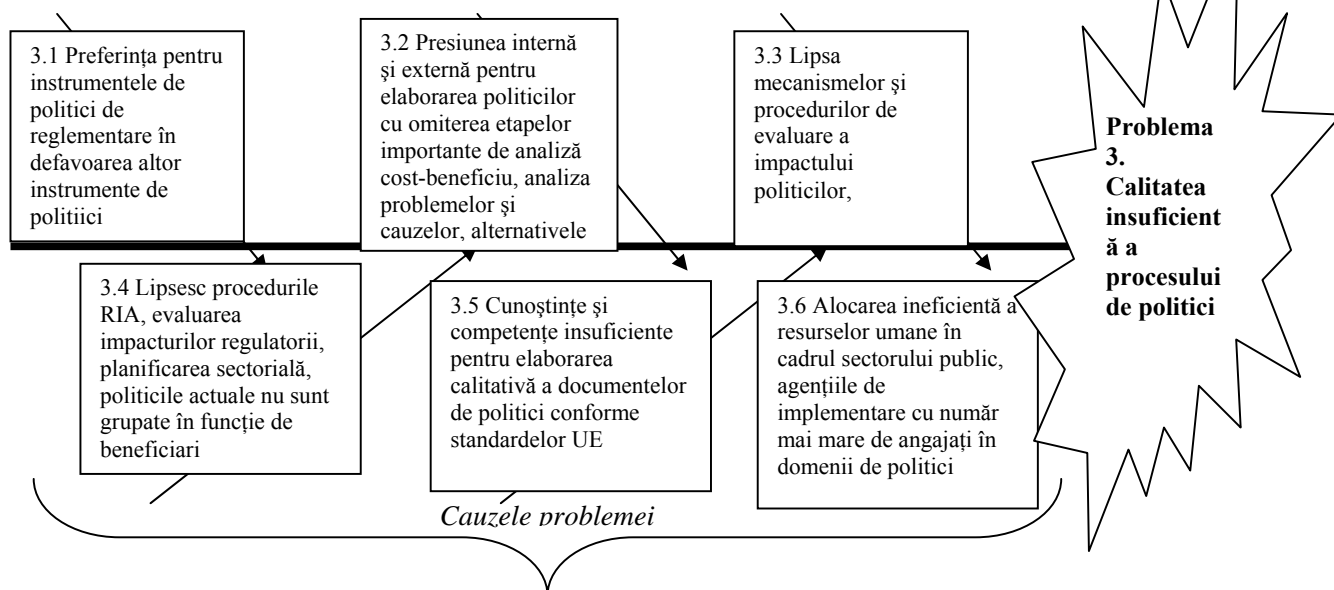 3.1 Preferința pentru
instrumentele de
politici de
reglementare în
defavoarea altor
instrumente de
politiici
3.2 Presiunea internă
şi externă pentru
elaborarea politicilor
cu omiterea etapelor
importante de analiză
cost-beneficiu, analiza
problemelor şi
cauzelor, alternativele
3.3 Lipsa
mecanismelor şi
procedurilor de
evaluare a
impactului
politicilor,
Problema
3.
Calitatea
insuficient
ă a
procesului
de politici
3.4 Lipsesc procedurile
RIA, evaluarea
impacturilor regulatorii,
planificarea sectorială,
politicile actuale nu sunt
grupate în funcție de
beneficiari
3.5 Cunoştințe şi
competențe insuficiente
pentru elaborarea
calitativă a documentelor
de politici conforme
standardelor UE
3.6 Alocarea ineficientă a
resurselor umane în
cadrul sectorului public,
agențiile de
implementare cu număr
mai mare de angajați în
domenii de politici
Cauzele problemei